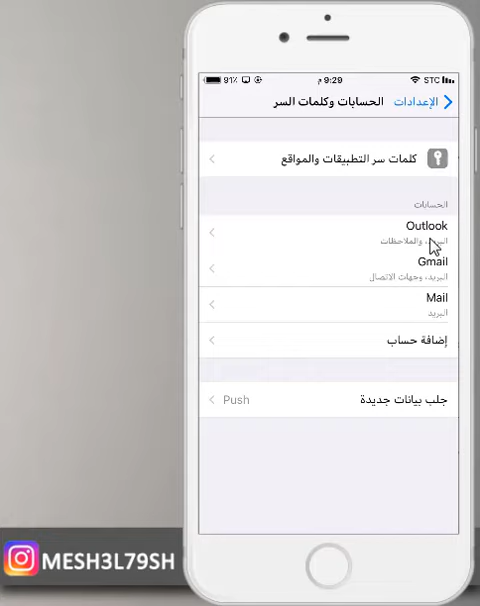 91٪ 9:29 م STC
الإعدادات الحسابات وكلمات السر
كلمات سر التطبيقات والمواقع
الحسابات
Outlook
البريد، والملاحظات
Gmail
البريد، وجهات الاتصال
Mail
البريد
إضافة حساب
جلب بيانات جديدة Push
MESH3L79SH